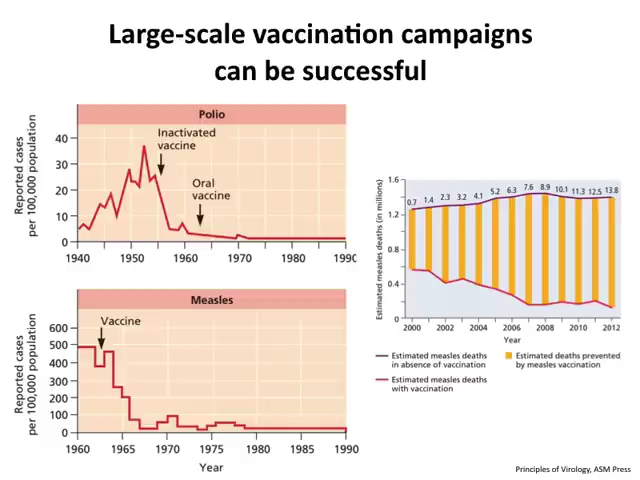 Large-scale vaccination campaigns
can be successful
Polio
Reported cases
per 100,000 population
40
30
20
10
0
Inactivated
vaccine
Oral
vaccine
1940 1950 1960 1970 1980 1990
Measles
Reported cases
per 100,000 population
600
500
400
300
200
100
0
Vaccine
1960 1965 1970 1975 1980 1985 1990
Year
Estimated measles deaths (in millions)
1.6
1.2
0.8
0.4
0
0.7 1.4 2.3 3.2 4.1 5.2 6.3 7.6 8.9 10.1 11.3 12.5 13.8
2000 2002 2004 2006 2008 2010 2012
Year
Estimated measles deaths
in absence of vaccination
Estimated deaths prevented
by measles vaccination
Estimated measles deaths
with vaccination
Principles of Virology, ASM Press